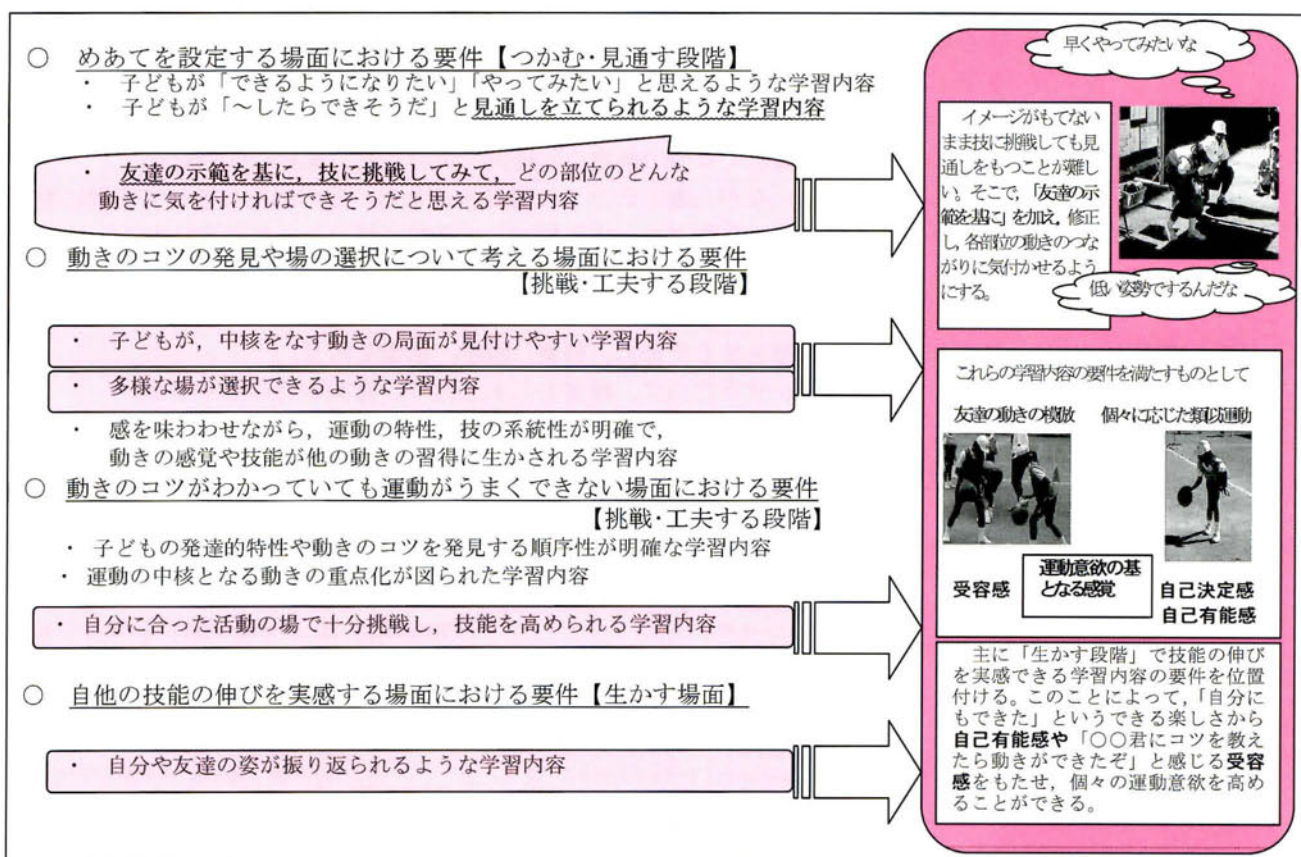 ○ めあてを設定する場面における要件【つかむ・見通す段階】
・ 子どもが「できるようになりたい」「やってみたい」と思えるような学習内容
・ 子どもが「～したらできそうだ」と見通しを立てられるような学習内容
・ 友達の示範を基に，技に挑戦してみて，どの部位のどんな
動きに気を付ければできそうだと思える学習内容
○ 動きのコツの発見や場の選択について考える場面における要件
【挑戦・工夫する段階】
・ 子どもが，中核をなす動きの局面が見付けやすい学習内容
・ 多様な場が選択できるような学習内容
・ 感を味わわせながら，運動の特性，技の系統性が明確で，
動きの感覚や技能が他の動きの習得に生かされる学習内容
○ 動きのコツがわかっていても運動がうまくできない場面における要件
【挑戦・工夫する段階】
・ 子どもの発達的特性や動きのコツを発見する順序性が明確な学習内容
・ 運動の中核となる動きの重点化が図られた学習内容
・ 自分に合った活動の場で十分挑戦し，技能を高められる学習内容
○ 自他の技能の伸びを実感する場面における要件【生かす場面】
・ 自分や友達の姿が振り返られるような学習内容
早くやってみたいな
イメージがもてない
まま技に挑戦しても見
通しをもつことが難し
い。そこで，「友達の示
範を基に」を加え，修正
し，各部位の動きのつな
がりに気付かせるよう
にする。
低い姿勢でするんだな
これらの学習内容の要件を満たすものとして
友達の動きの模倣 個々に応じた類似運動
運動意欲の基
となる感覚
受容感
自己決定感
自己有能感
主に「生かす段階」で技能の伸び
を実感できる学習内容の要件を位置
付ける。このことによって，「自分に
もできた」というできる楽しさから
自己有能感や「○○君にコツを教え
たら動きができたぞ」と感じる受容
感をもたせ，個々の運動意欲を高め
ることができる。